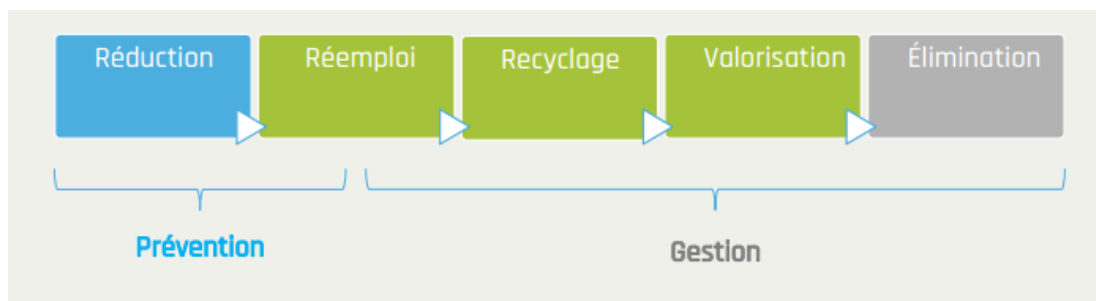 Réduction
Réemploi
Recyclage
Valorisation
Élimination
Prévention
Gestion